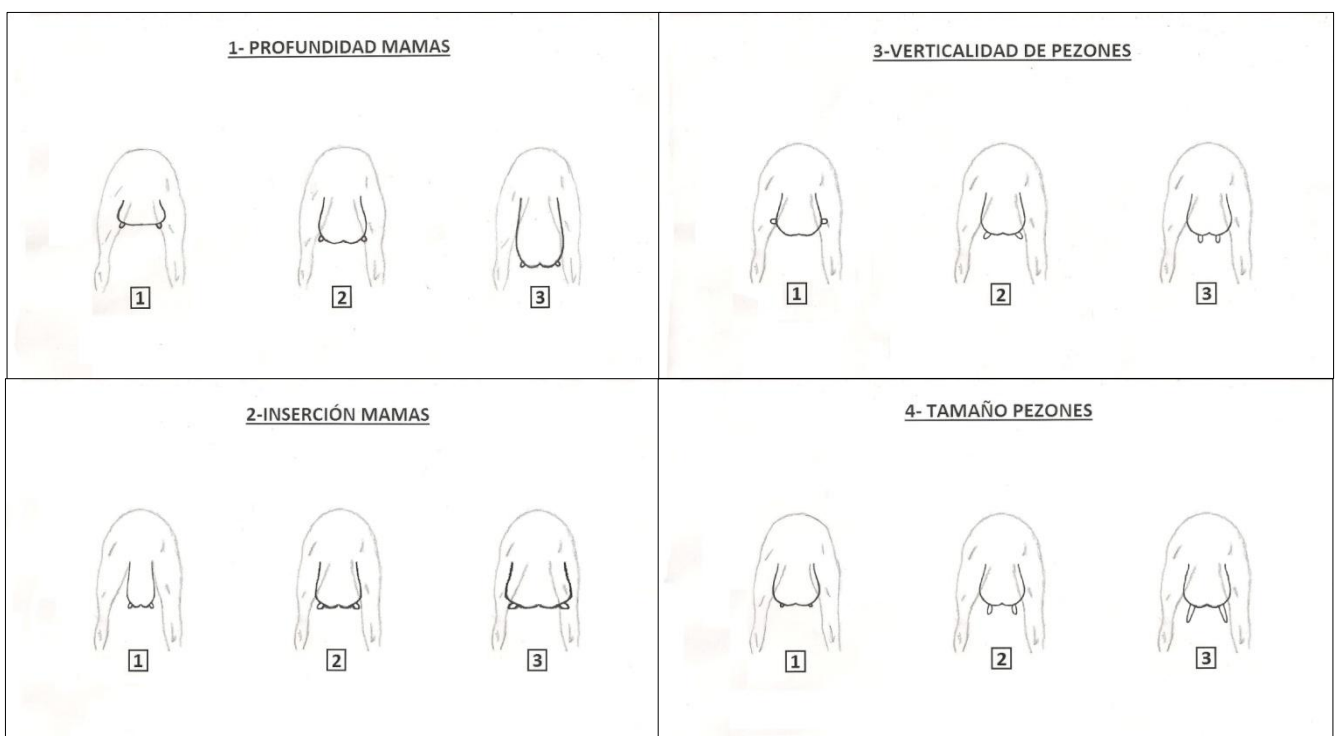 1- PROFUNDIDAD MAMAS
1 2 3
3-VERTICALIDAD DE PEZONES
1 2 3
2-INSERCIÓN MAMAS
1 2 3
4- TAMAÑO PEZONES
1 2 3